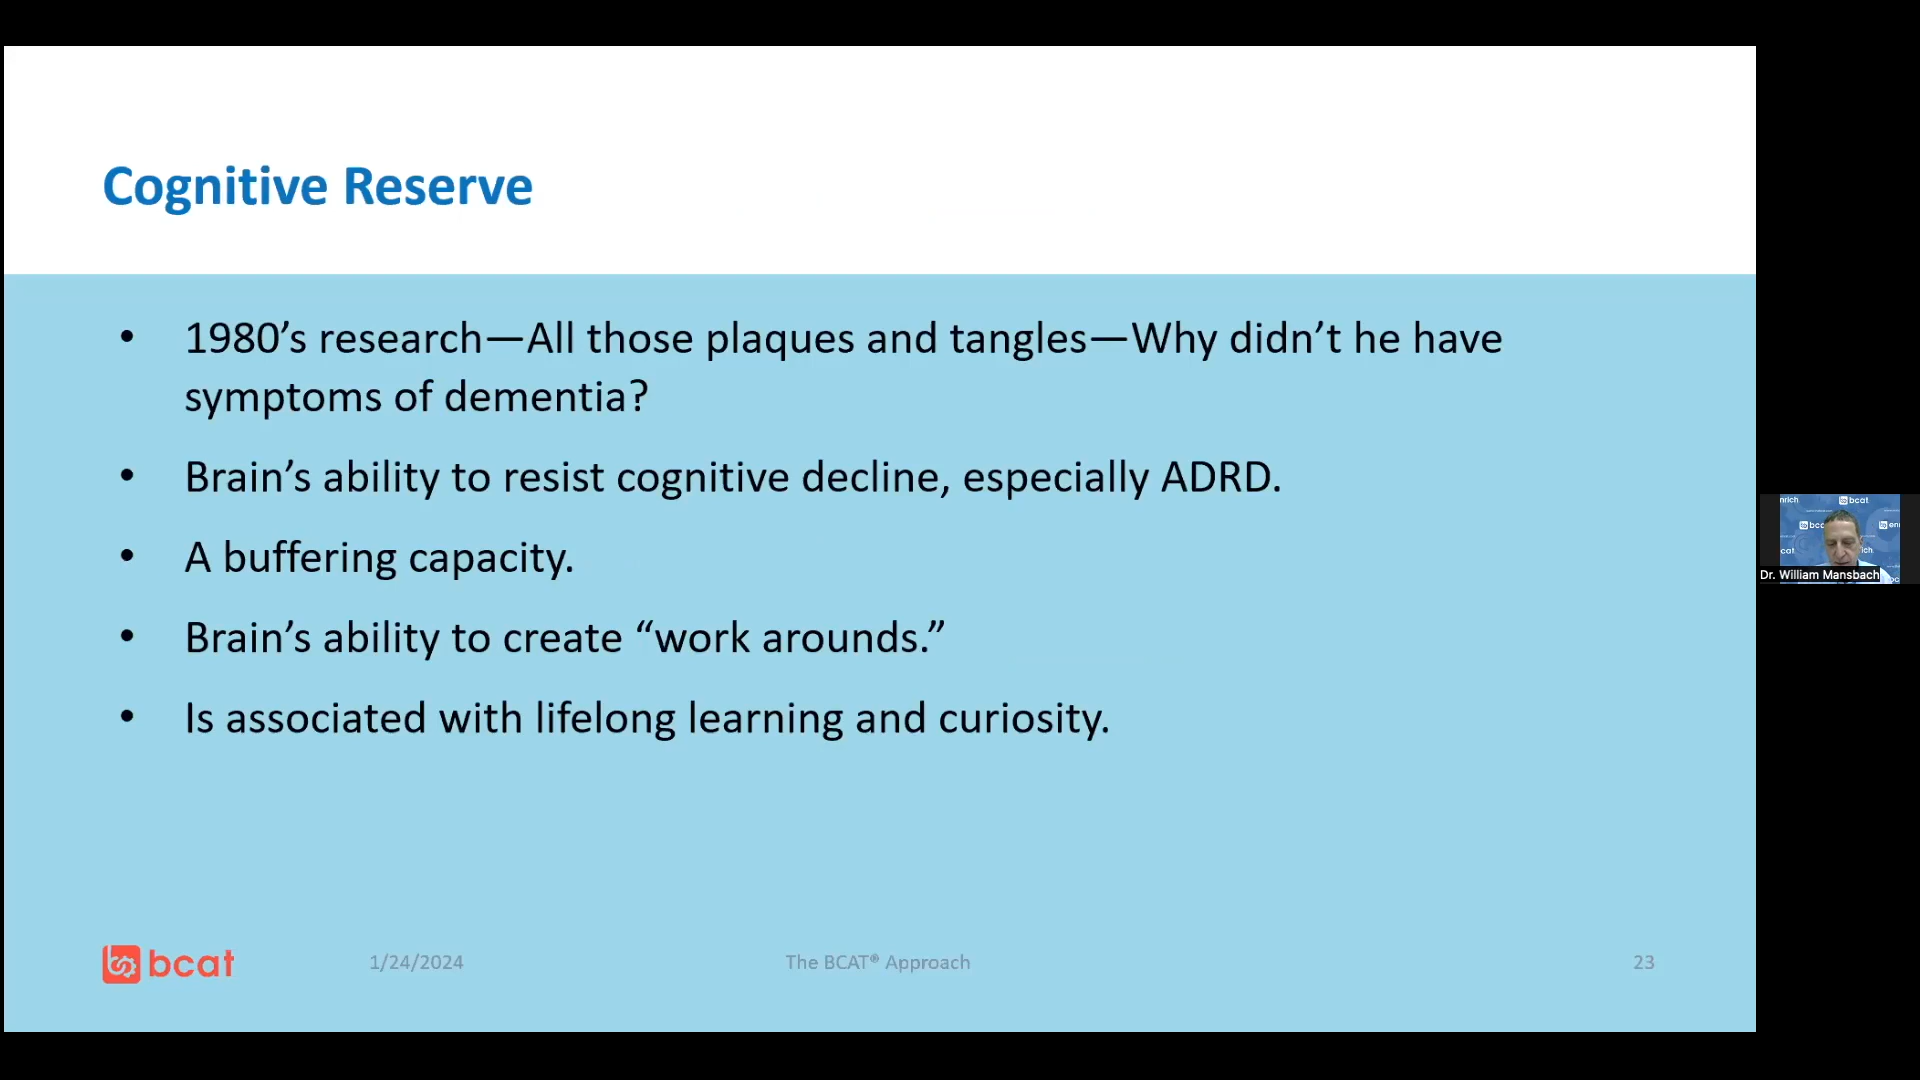 Cognitive Reserve
• 1980’s research—All those plaques and tangles—Why didn’t he have
symptoms of dementia?
• Brain’s ability to resist cognitive decline, especially ADRD.
• A buffering capacity.
• Brain’s ability to create “work arounds.”
• Is associated with lifelong learning and curiosity.
bcat
1/24/2024
The BCAT® Approach
23
nrich
bcat
Dr. William Mansbach